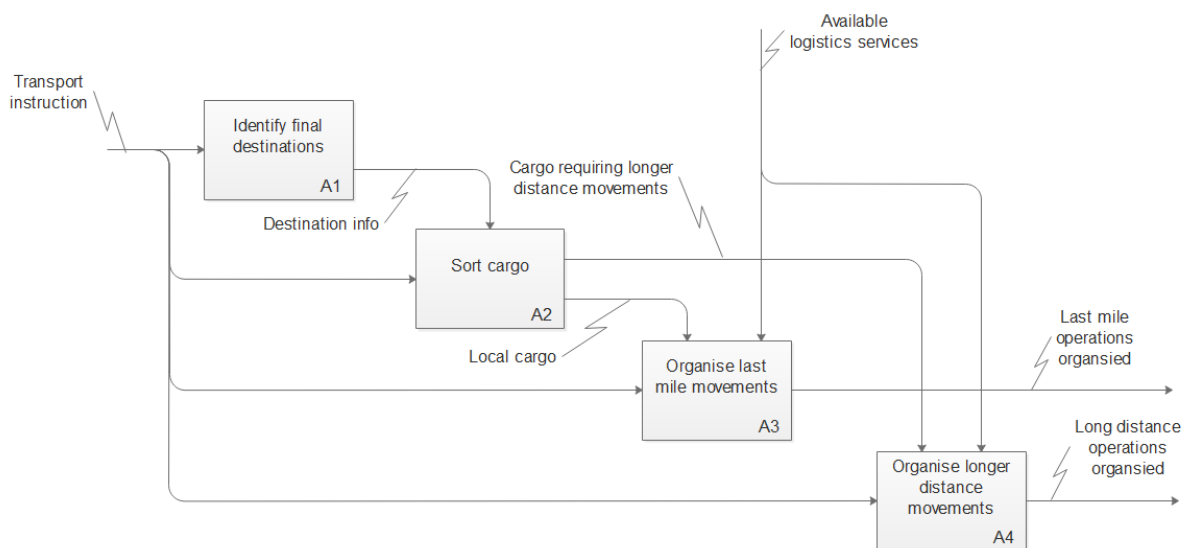 Available
logistics services
Transport
instruction
Identify final
destinations
A1
Cargo requiring longer
distance movements
Destination info
Sort cargo
A2
Local cargo
Last mile
operations
organsied
Organise last
mile movements
A3
Long distance
operations
organsied
Organise longer
distance
movements
A4